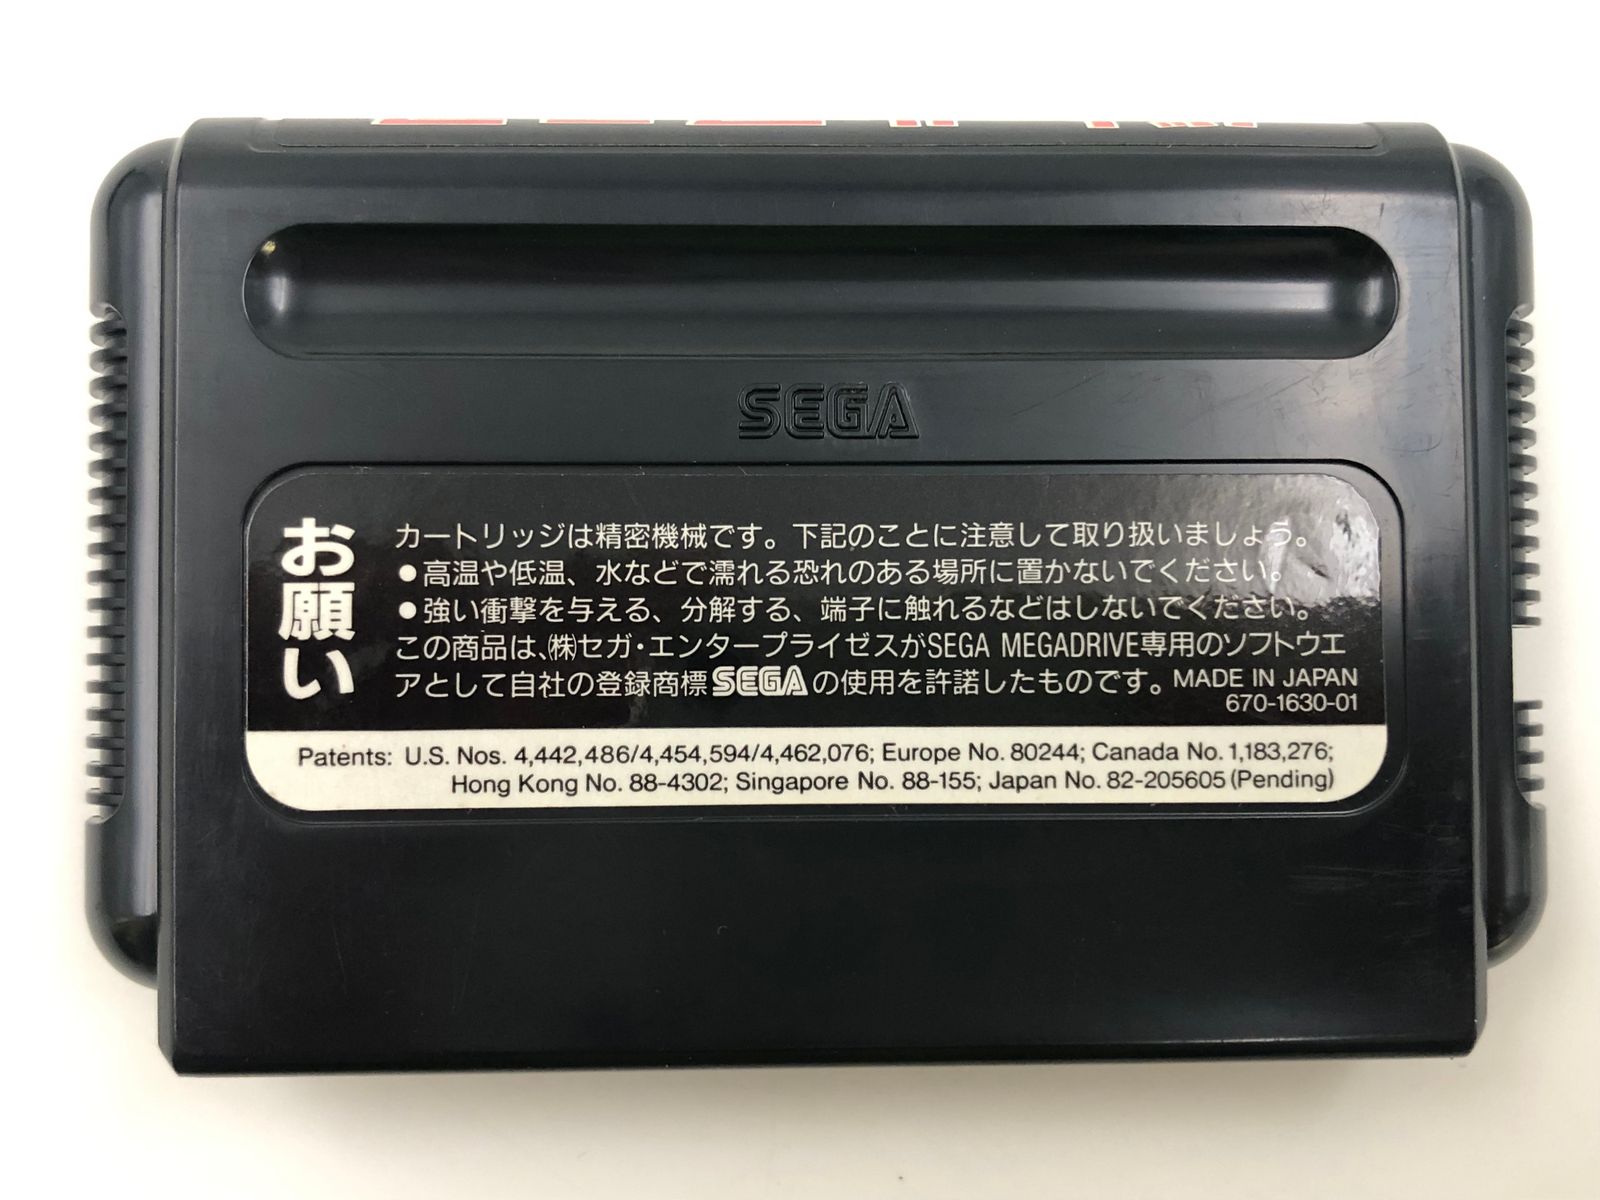 SEGA
お願い
カートリッジは精密機械です。下記のことに注意して取り扱いましょう。
●高温や低温、水などで濡れる恐れのある場所に置かないでください。
●強い衝撃を与える、分解する、端子に触れるなどはしないでください。
この商品は、㈱セガ・エンタープライゼスがSEGA MEGADRIVE専用のソフトウエ
アとして自社の登録商標SEGAの使用を許諾したものです。MADE IN JAPAN
670-1630-01
Patents: U.S. Nos. 4,442,486/4,454,594/4,462,076; Europe No. 80244; Canada No. 1,183,276;
Hong Kong No. 88-4302; Singapore No. 88-155; Japan No. 82-205605 (Pending)